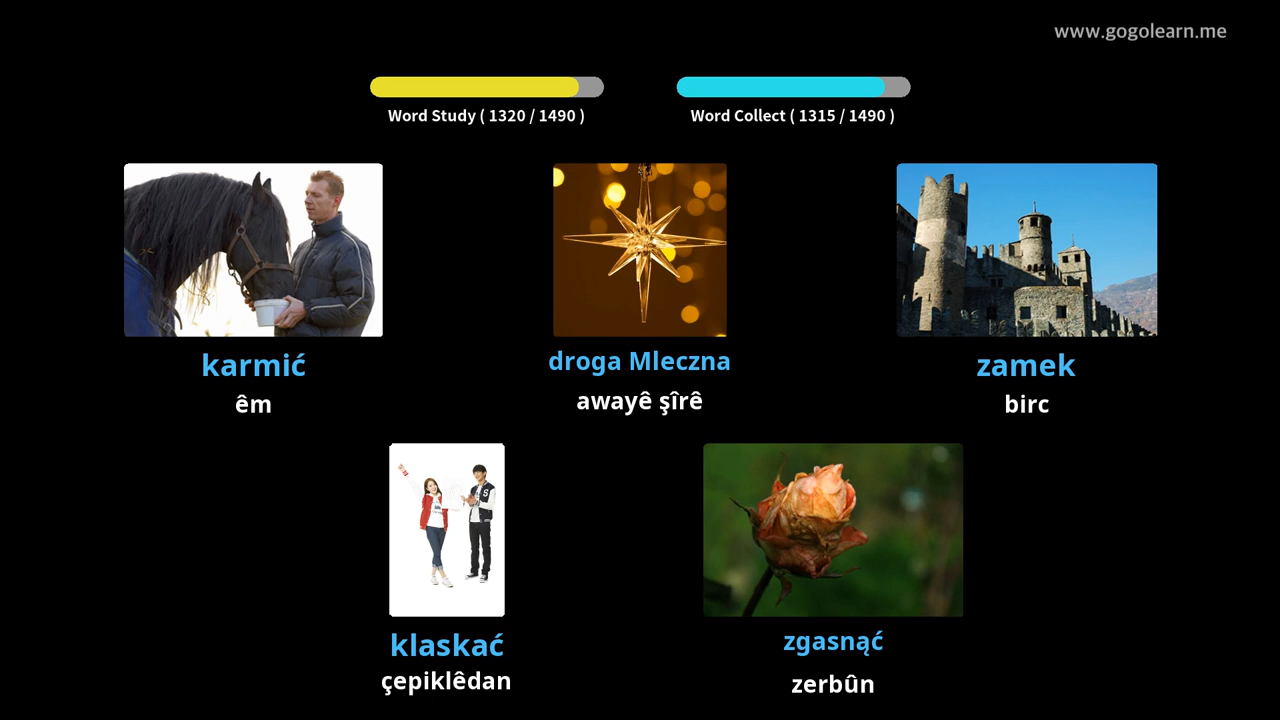 www.gogolearn.me
Word Study ( 1320 / 1490 )
Word Collect ( 1315 / 1490 )
karmić
droga Mleczna
zamek
êm
awayê şîrê
birc
klaskać
zgasnąć
çepiklêdan
zerbûn